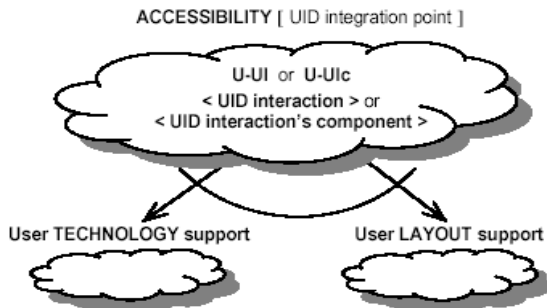 ACCESSIBILITY [ UID integration point ]
U-UI or U-UIc
< UID interaction > or
< UID interaction's component >
User TECHNOLOGY support
User LAYOUT support